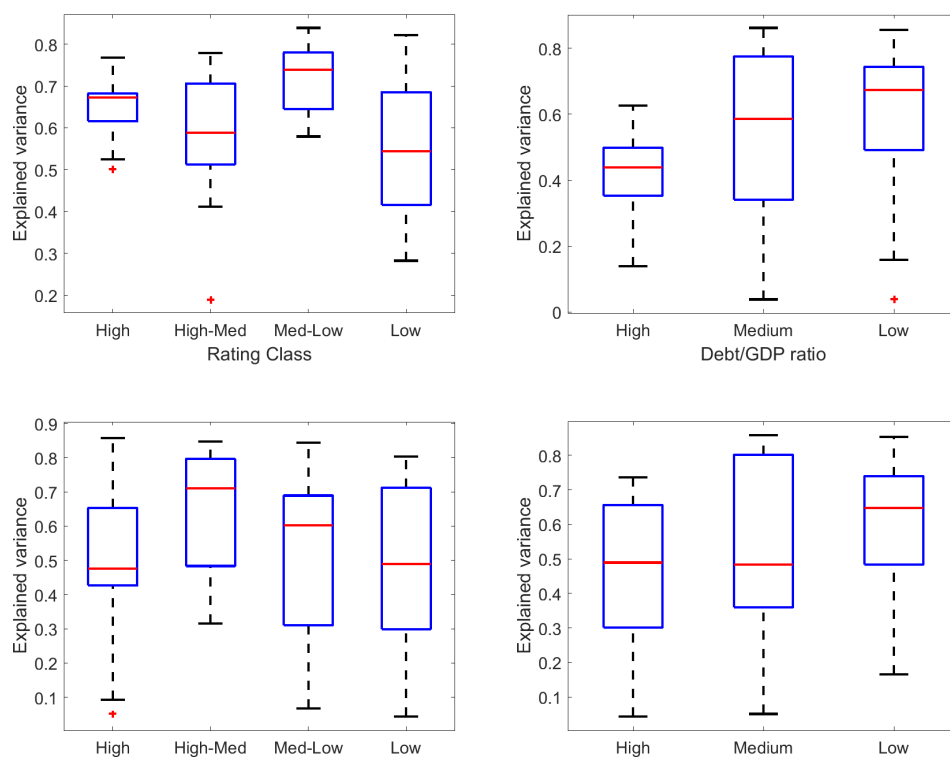 0.8
0.7
0.6
0.5
0.4
0.3
0.2
Explained variance
High
High-Med
Med-Low
Low
Rating Class
0.8
0.6
0.4
0.2
0
Explained variance
High
Medium
Low
Debt/GDP ratio
0.9
0.8
0.7
0.6
0.5
0.4
0.3
0.2
0.1
Explained variance
High
High-Med
Med-Low
Low
0.8
0.7
0.6
0.5
0.4
0.3
0.2
0.1
Explained variance
High
Medium
Low